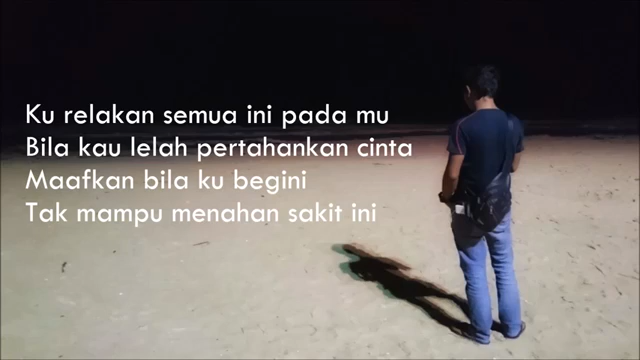 Ku relakan semua ini pada mu
Bila kau lelah pertahankan cinta
Maafkan bila ku begini
Tak mampu menahan sakit ini